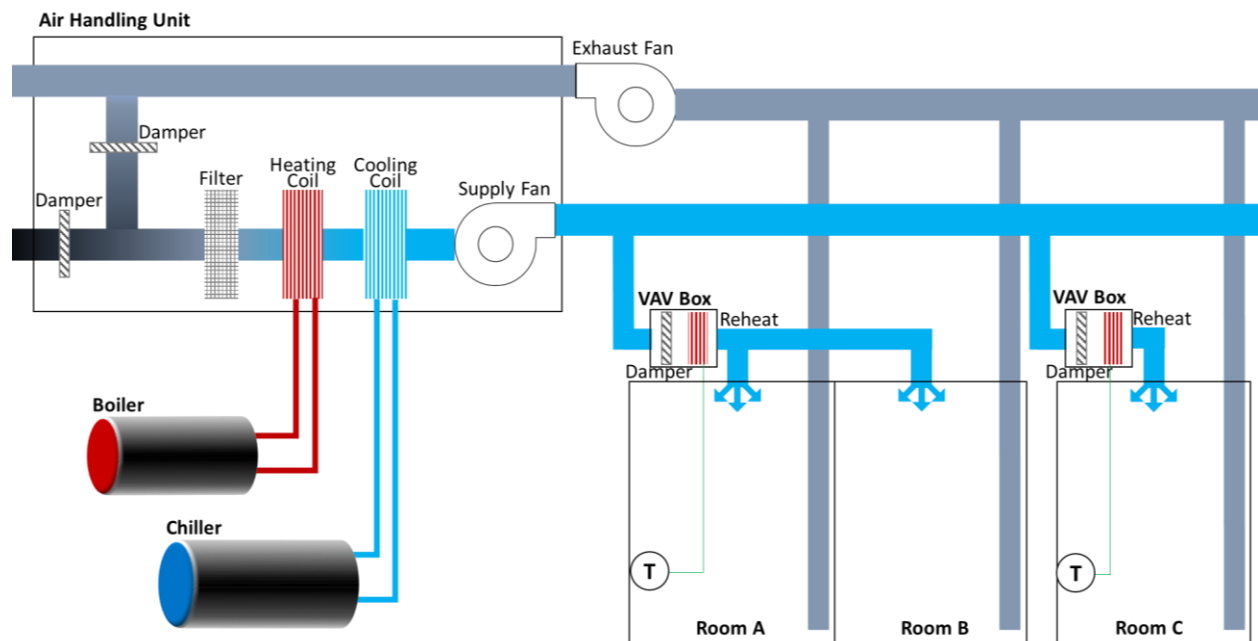 Air Handling Unit
Exhaust Fan
Damper
Heating
Coil
Cooling
Coil
Filter
Supply Fan
Damper
VAV Box
Reheat
Damper
VAV Box
Reheat
Damper
Boiler
Chiller
T
T
Room A
Room B
Room C